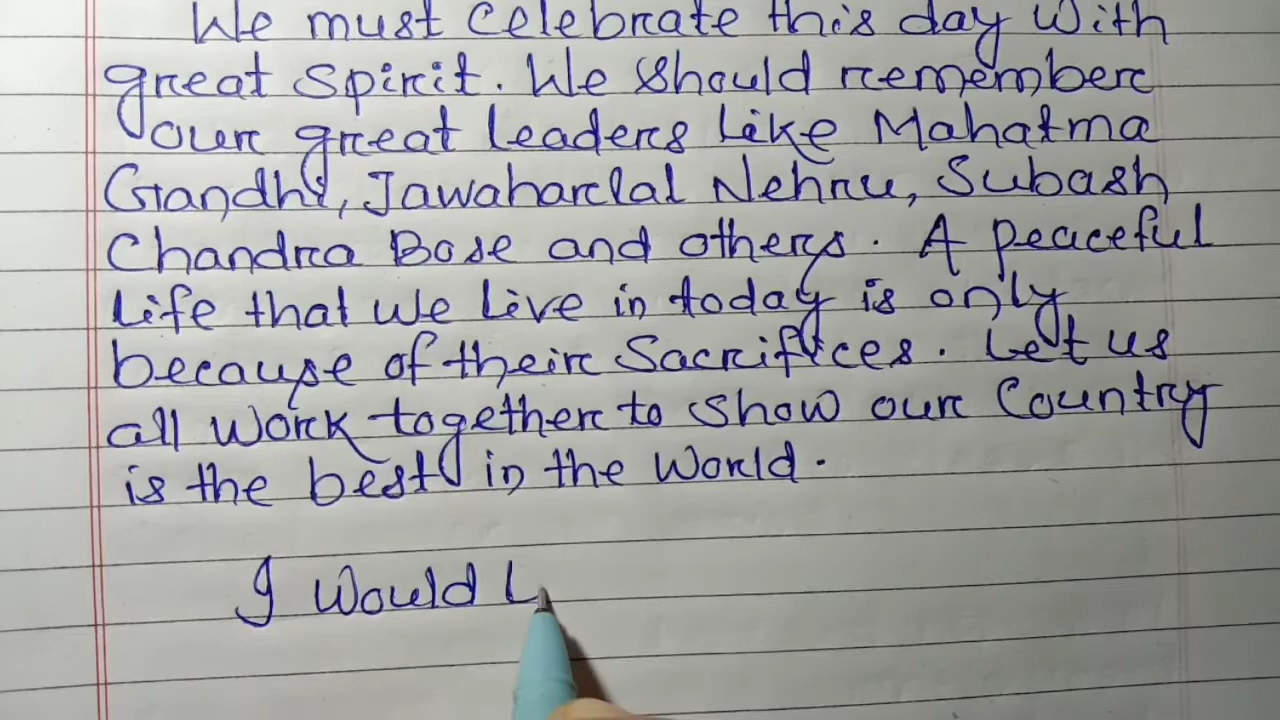 We must celebrate this day with
great spirit. We should remember
our great leaders like Mahatma
Gandhi, Jawaharlal Nehru, Subash
Chandra Bose and others. A peaceful
life that we live in today is only
because of their Sacrifices. Let us
all work together to show our Country
is the best in the World.
I would L